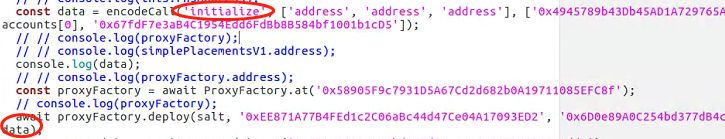 const data = encodeCall('initialize', ['address', 'address', 'address'], ['0x4945789b43Db45AD1A729765A
accounts[0], '0x67fdF7e3aB4C1954Edd6FdBb8B584bf1001b1cD5']);
// // console.log(proxyFactory);
// // console.log(simplePlacementsV1.address);
console.log(data);
// // console.log(proxyFactory.address);
const proxyFactory = await ProxyFactory.at('0x58905F9c7931D5A67Cd2d682b0A19711085EFC8f');
// console.log(proxyFactory);
await proxyFactory.deploy(salt, '0xEE871A77B4FEd1c2C06aBc44d47Ce04A17093ED2', '0x6D0e89A0C254bd377dB4c
data)